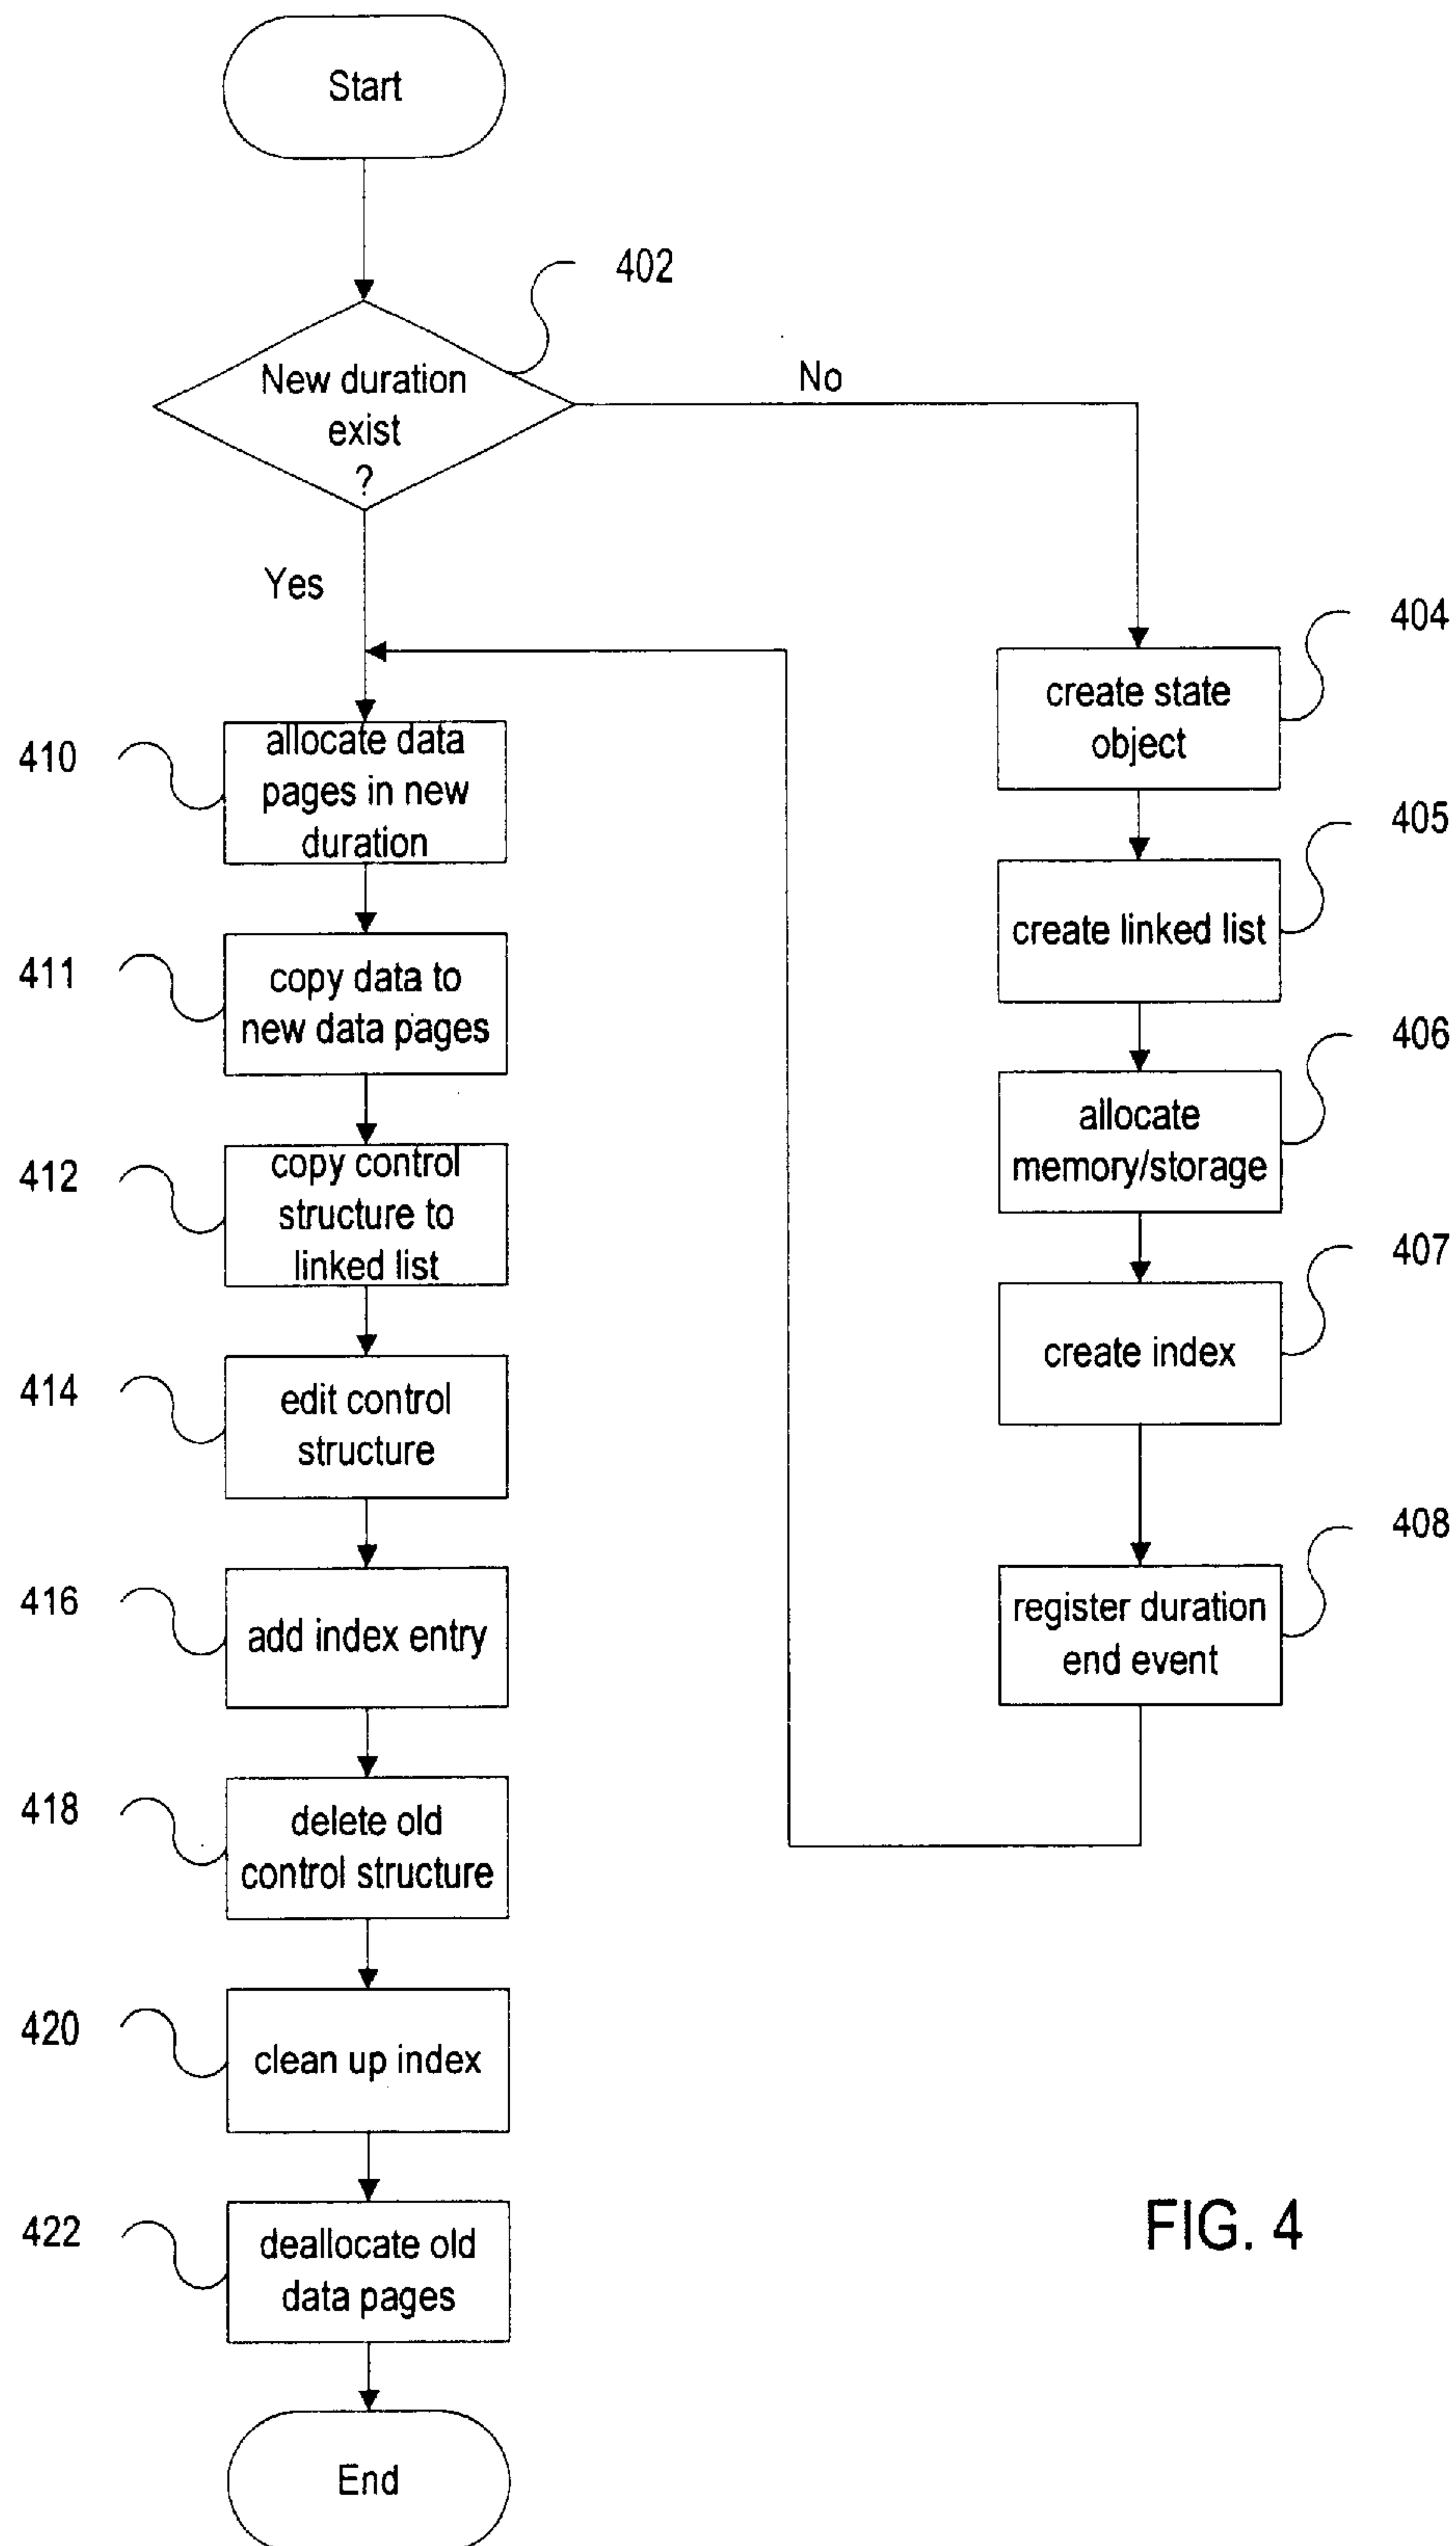 Start
402
New duration
exist
?
No
Yes
404
create state
object
405
create linked list
406
allocate
memory/storage
407
create index
408
register duration
end event
410
allocate data
pages in new
duration
411
copy data to
new data pages
412
copy control
structure to
linked list
414
edit control
structure
416
add index entry
418
delete old
control structure
420
clean up index
422
deallocate old
data pages
End
FIG. 4